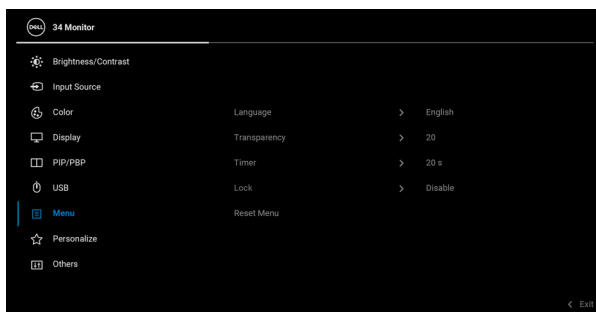 DELL 34 Monitor
Brightness/Contrast
Input Source
Color Language > English
Display Transparency > 20
PIP/PBP Timer > 20 s
USB Lock > Disable
Menu Reset Menu
Personalize
Others
< Exit